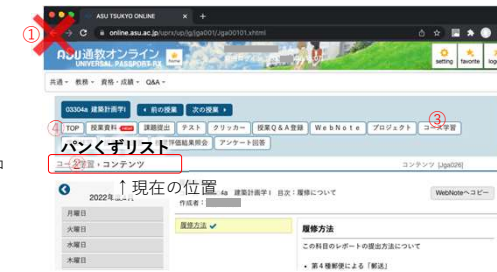 ①
ASU TSUKYO ONLINE
online.asu.ac.jp/uprx/up/jg/jga001/Jga00101.xhtml
ASU通教オンライン
UNIVERSAL PASSPORT RX
home
setting
favorite
共通・ 教務・ 資格・成績・ Q&A・
03304a 建築計画学I
前の授業
次の授業
③
④ TOP
授業資料
課題提出
テスト
クリッカー
授業Q&A登録
WebNote
プロジェクト
コース学習
パンくずリスト
評価結果照会
アンケート回答
②
コース学習 › コンテンツ
コンテンツ [Jga026]
↑現在の位置
2022年
4a 建築計画学I 目次:履修について
WebNoteへコピー
作成者:
月曜日
火曜日
水曜日
木曜日
履修方法
履修方法
この科目のレポートの提出方法について
・ 第4種郵便による「郵送」